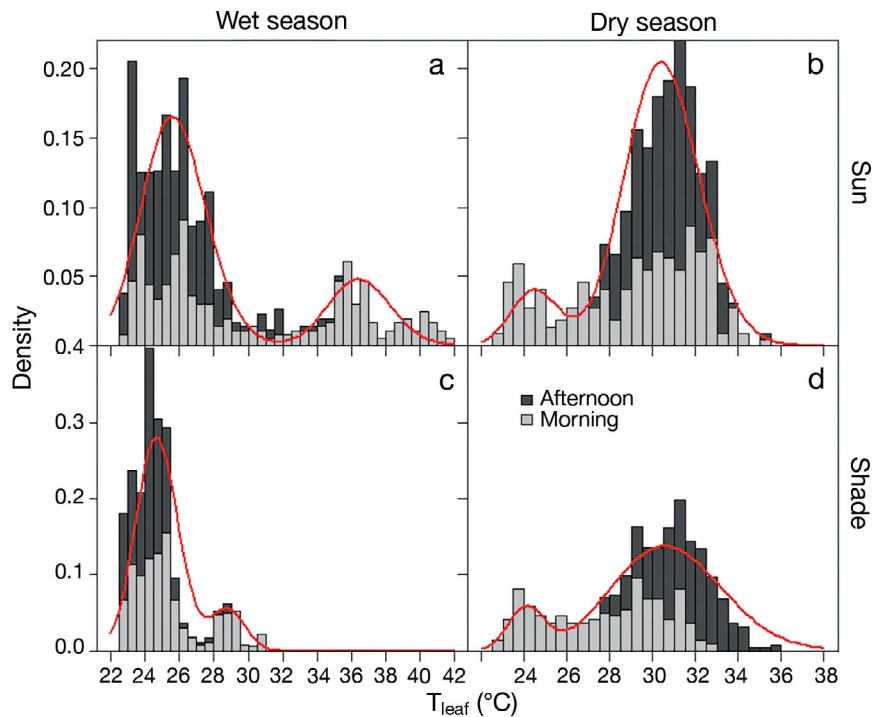 Wet season
Dry season
a
b
0.20
0.15
0.10
0.05
0.4
Sun
Density
c
d
Afternoon
Morning
0.3
0.2
0.1
0.0
Shade
22 24 26 28 30 32 34 36 38 40 42
22 24 26 28 30 32 34 36 38
Tleaf (°C)